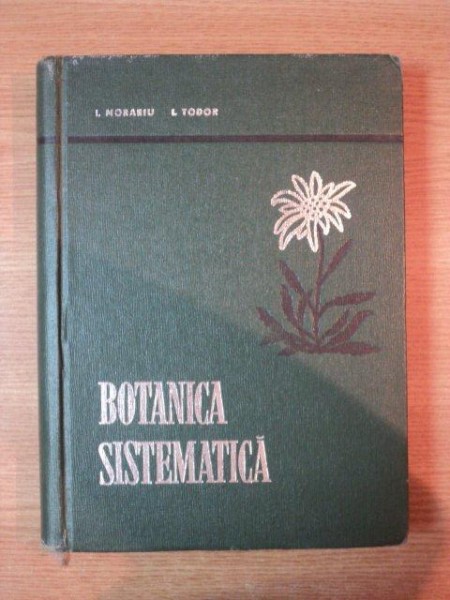 I. MORARIU I. TODOR
BOTANICA
SISTEMATICĂ